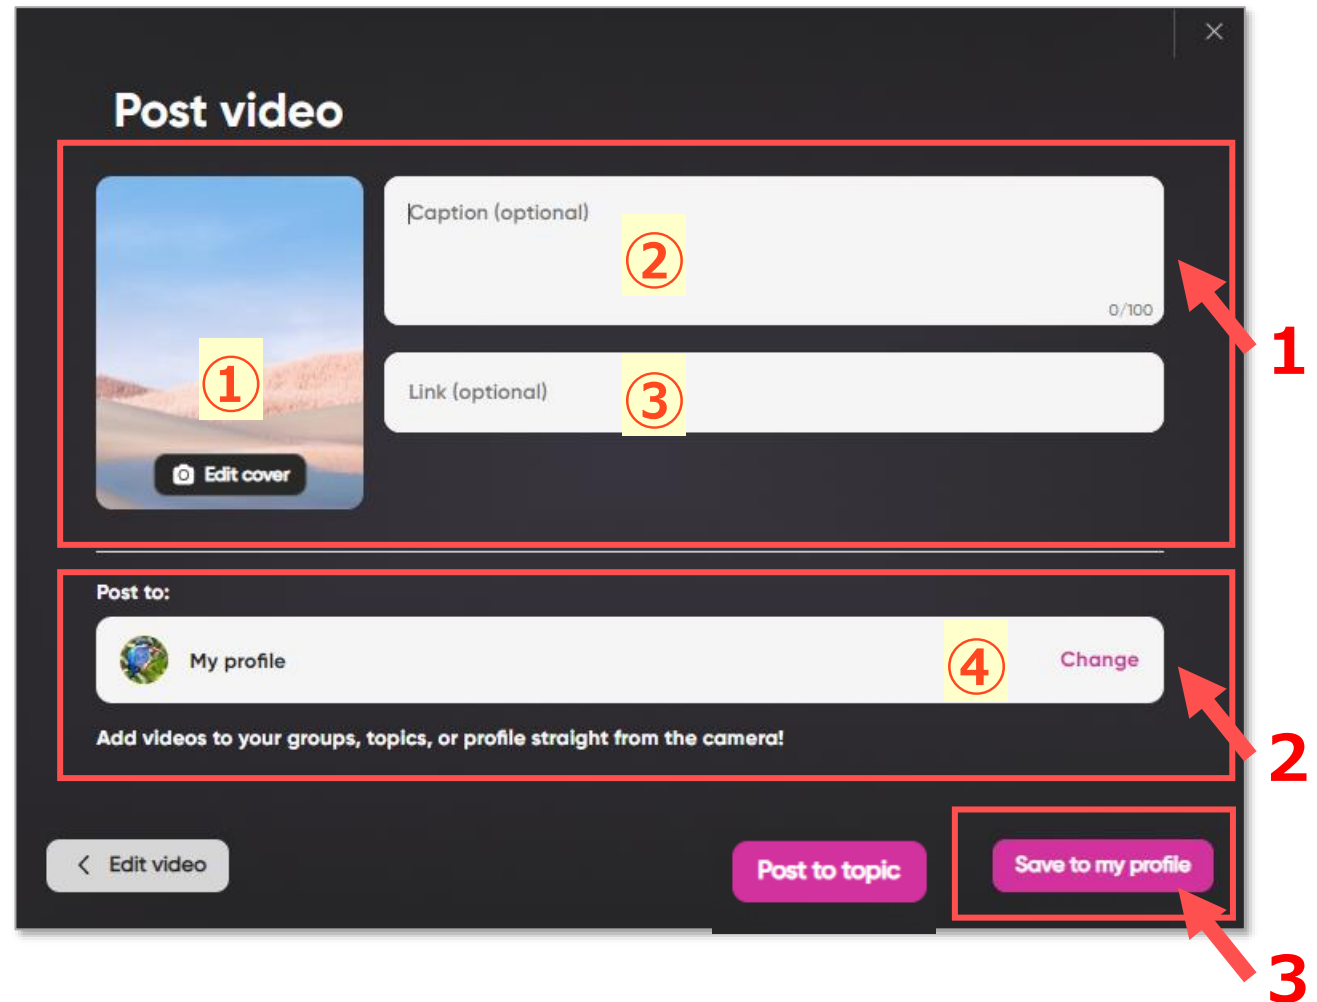 Post video
Caption (optional)
②
0/100
1
①
Link (optional)
③
Edit cover
Post to:
My profile
④
Change
Add videos to your groups, topics, or profile straight from the camera!
2
Edit video
Post to topic
Save to my profile
3